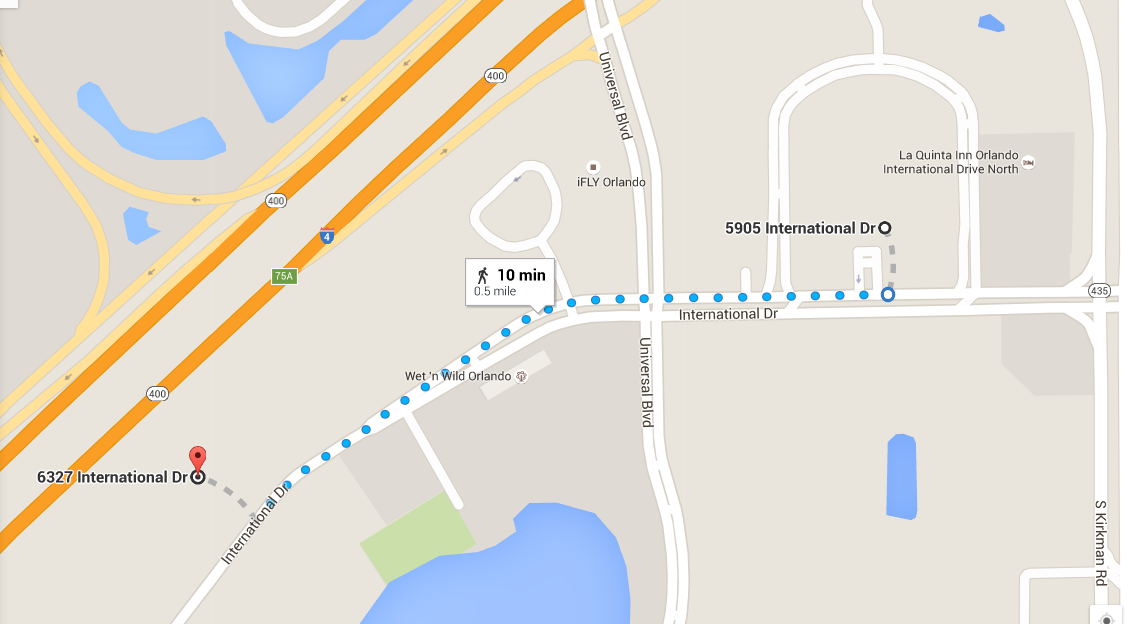 400
Universal Blvd
La Quinta Inn Orlando
International Drive North
iFLY Orlando
400
5905 International Dr
4
75A
10 min
0.5 mile
435
International Dr
Universal Blvd
Wet 'n Wild Orlando
400
6327 International Dr
International Dr
S Kirkman Rd